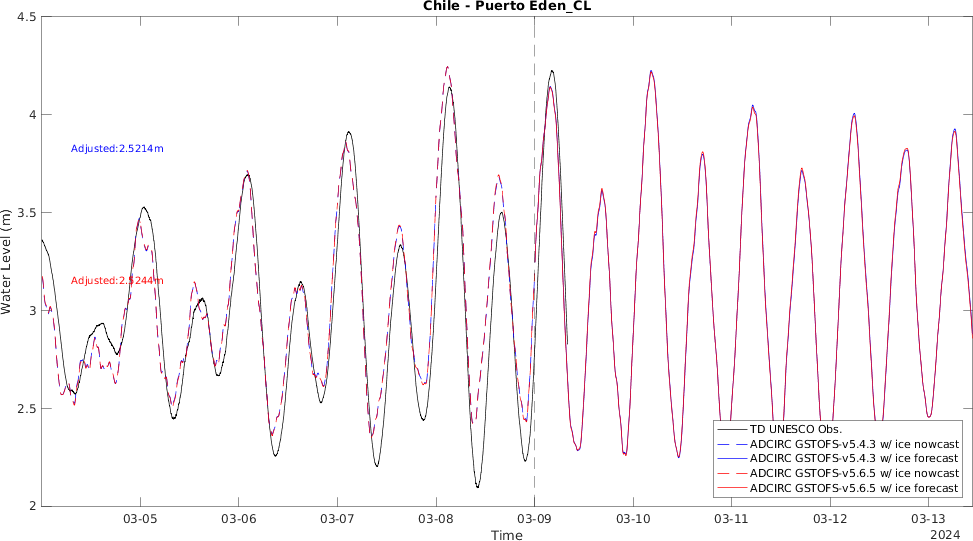 Chile - Puerto Eden_CL
4.5
4
3.5
3
2.5
2
Water Level (m)
Adjusted:2.5214m
Adjusted:2.5244m
TD UNESCO Obs.
ADCIRC GSTOFS-v5.4.3 w/ ice nowcast
ADCIRC GSTOFS-v5.4.3 w/ ice forecast
ADCIRC GSTOFS-v5.6.5 w/ ice nowcast
ADCIRC GSTOFS-v5.6.5 w/ ice forecast
03-05 03-06 03-07 03-08 03-09 03-10 03-11 03-12 03-13
Time
2024